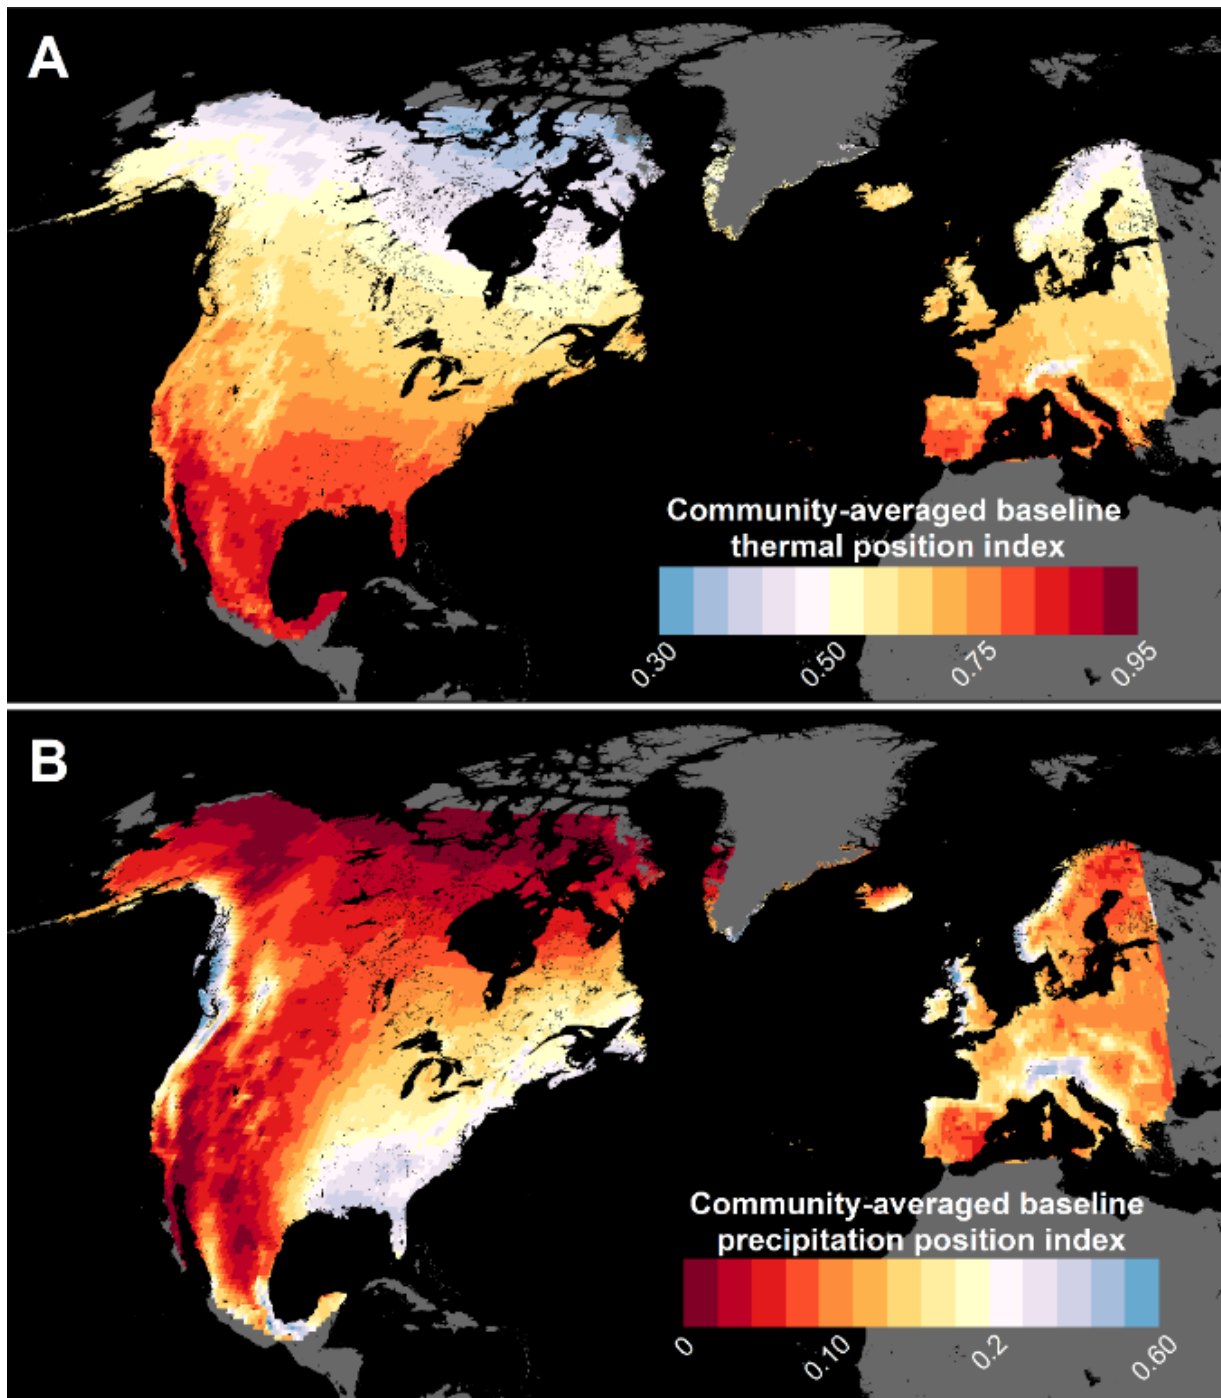 A
Community-averaged baseline
thermal position index
0.30
0.50
0.75
0.95
B
Community-averaged baseline
precipitation position index
0
0.10
0.2
0.60